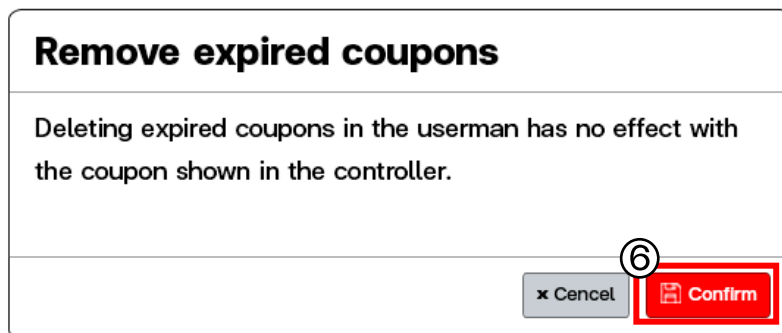 Remove expired coupons
Deleting expired coupons in the userman has no effect with
the coupon shown in the controller.
⑥
× Cencel
Confirm